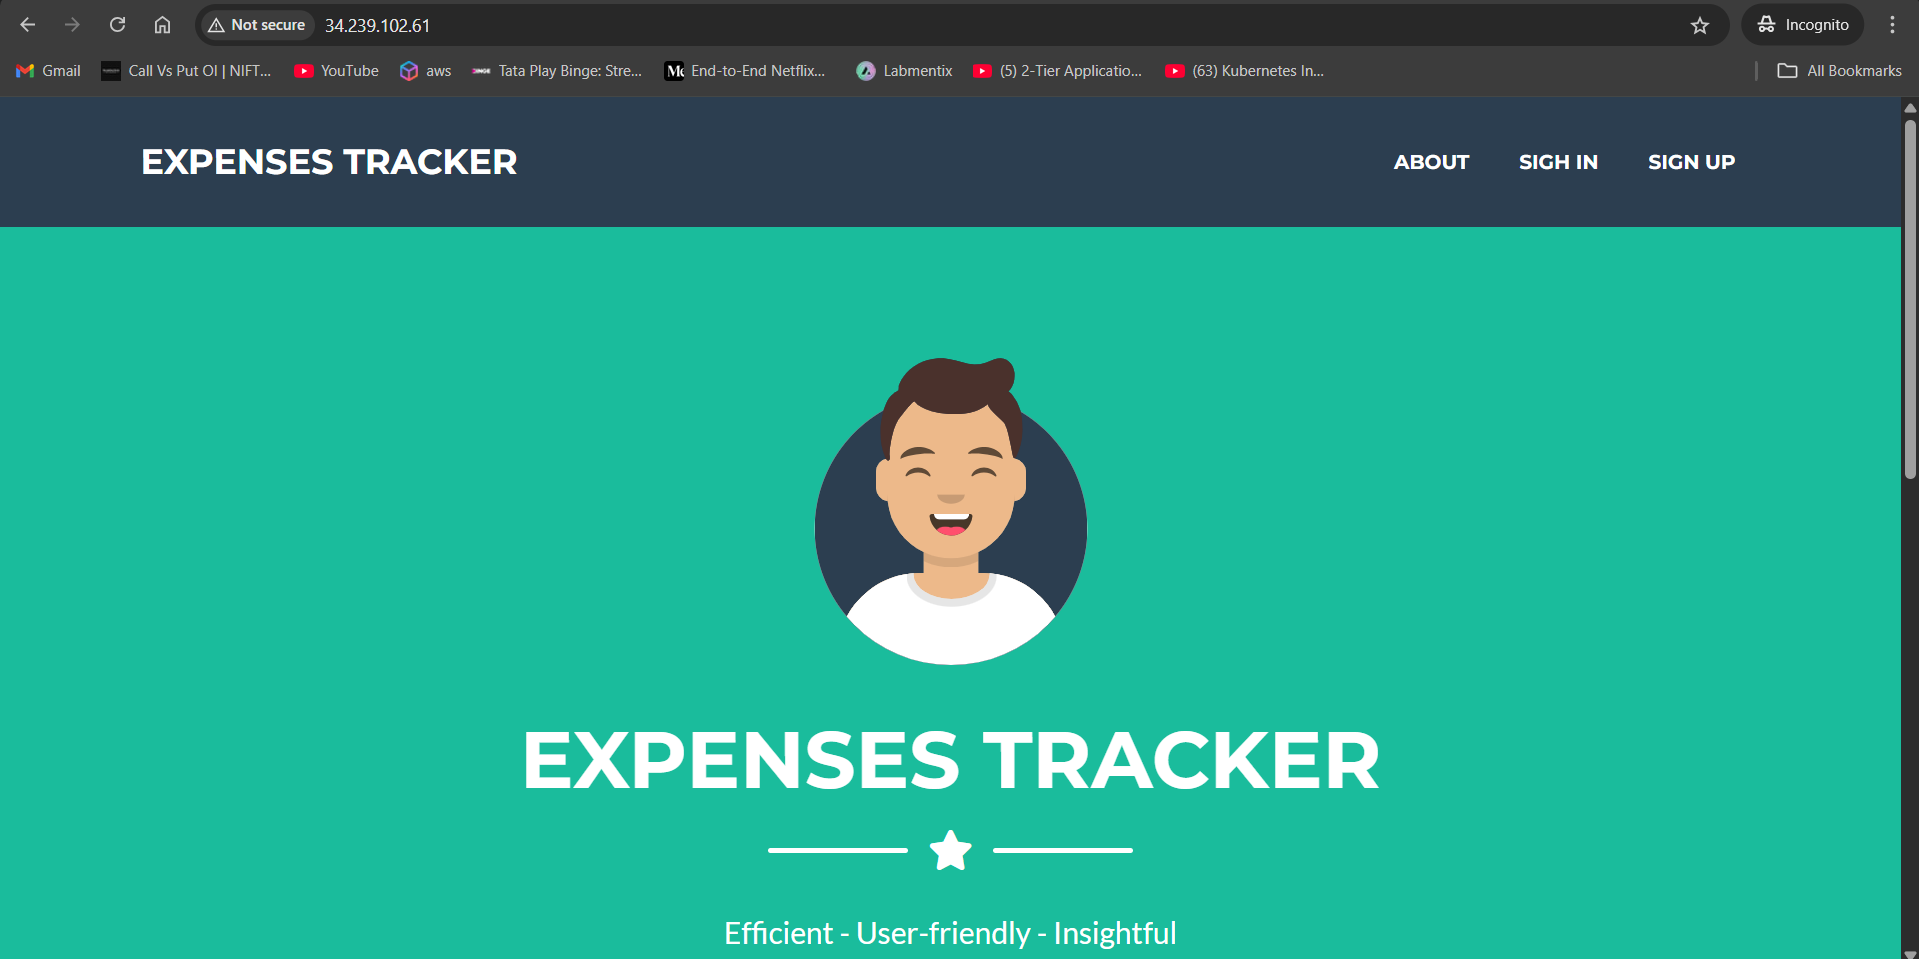 Not secure 34.239.102.61 Incognito
Gmail Call Vs Put OI | NIFT... YouTube aws Tata Play Binge: Stre... End-to-End Netflix... Labmentix (5) 2-Tier Applicatio... (63) Kubernetes In... All Bookmarks
EXPENSES TRACKER ABOUT SIGH IN SIGN UP
EXPENSES TRACKER
Efficient - User-friendly - Insightful